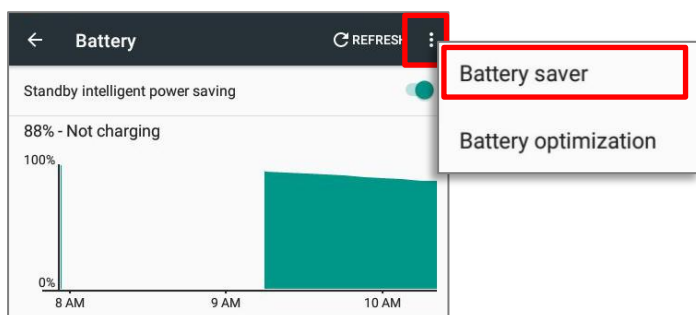 Battery
REFRESH
Battery saver
Standby intelligent power saving
Battery optimization
88% - Not charging
100%
0%
8 AM
9 AM
10 AM